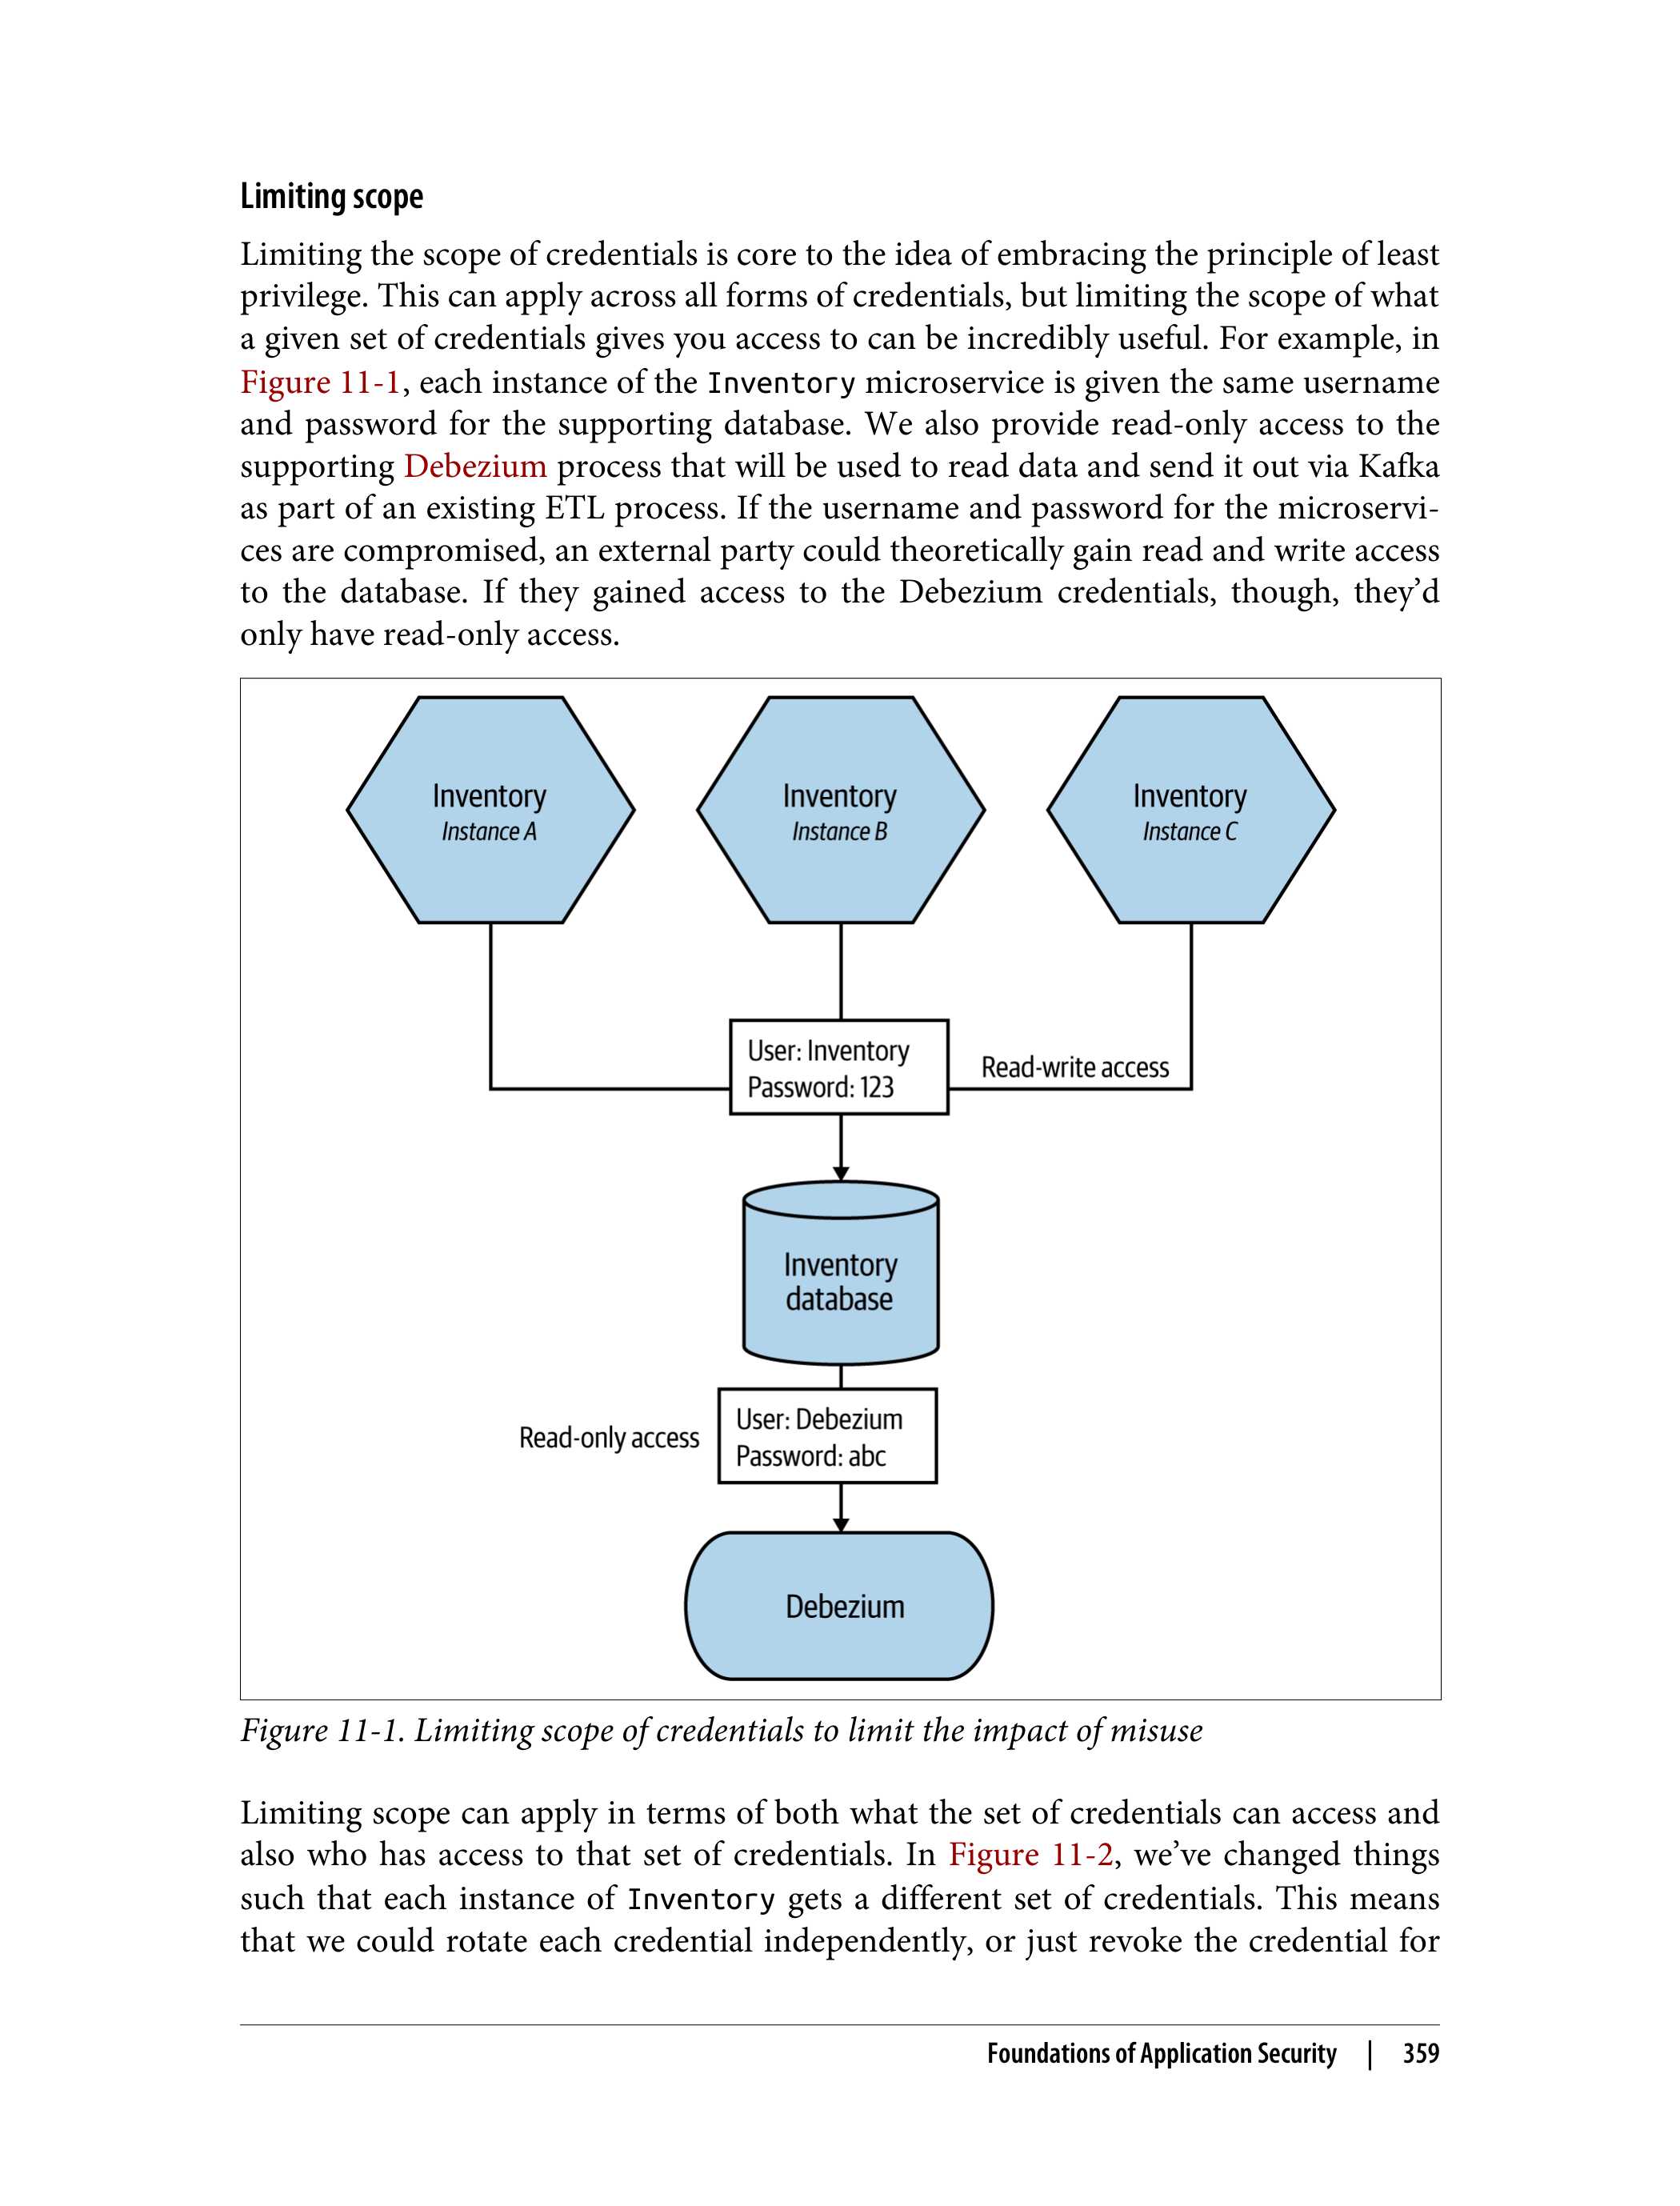 Limiting scope
Limiting the scope of credentials is core to the idea of embracing the principle of least
privilege. This can apply across all forms of credentials, but limiting the scope of what
a given set of credentials gives you access to can be incredibly useful. For example, in
Figure 11-1, each instance of the Inventory microservice is given the same username
and password for the supporting database. We also provide read-only access to the
supporting Debezium process that will be used to read data and send it out via Kafka
as part of an existing ETL process. If the username and password for the microservi-
ces are compromised, an external party could theoretically gain read and write access
to the database. If they gained access to the Debezium credentials, though, they’d
only have read-only access.
Inventory
Instance A
Inventory
Instance B
Inventory
Instance C
User: Inventory
Password: 123
Read-write access
Inventory
database
Read-only access
User: Debezium
Password: abc
Debezium
Figure 11-1. Limiting scope of credentials to limit the impact of misuse
Limiting scope can apply in terms of both what the set of credentials can access and
also who has access to that set of credentials. In Figure 11-2, we’ve changed things
such that each instance of Inventory gets a different set of credentials. This means
that we could rotate each credential independently, or just revoke the credential for
Foundations of Application Security | 359